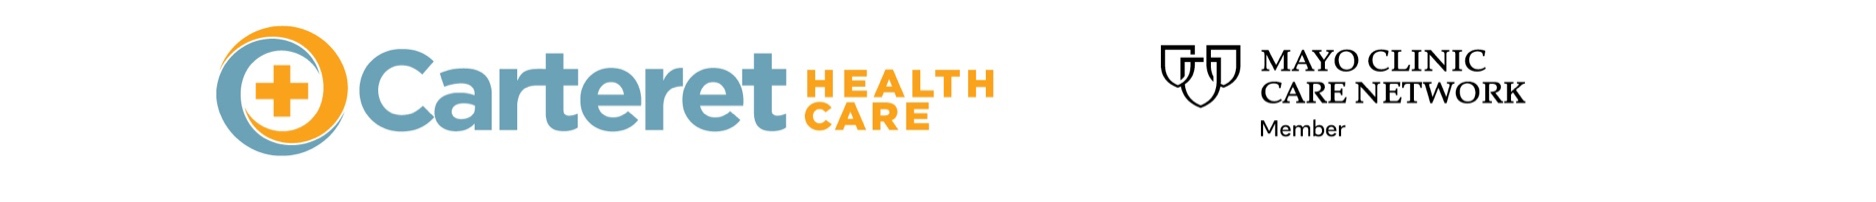 Carteret HEALTH
CARE
MAYO CLINIC
CARE NETWORK
Member